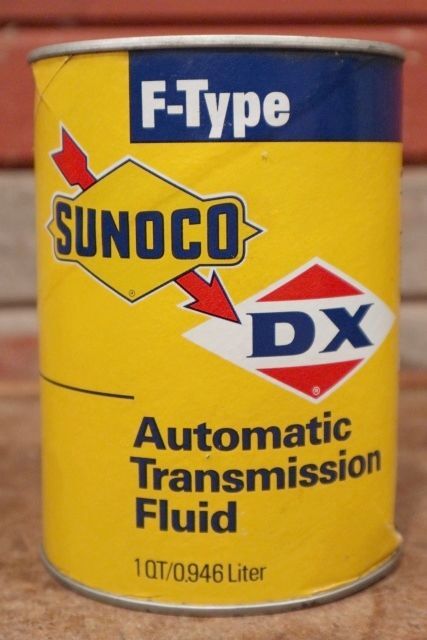 F-Type
SUNOCO
DX
®
Automatic
Transmission
Fluid
1 QT/0.946 Liter